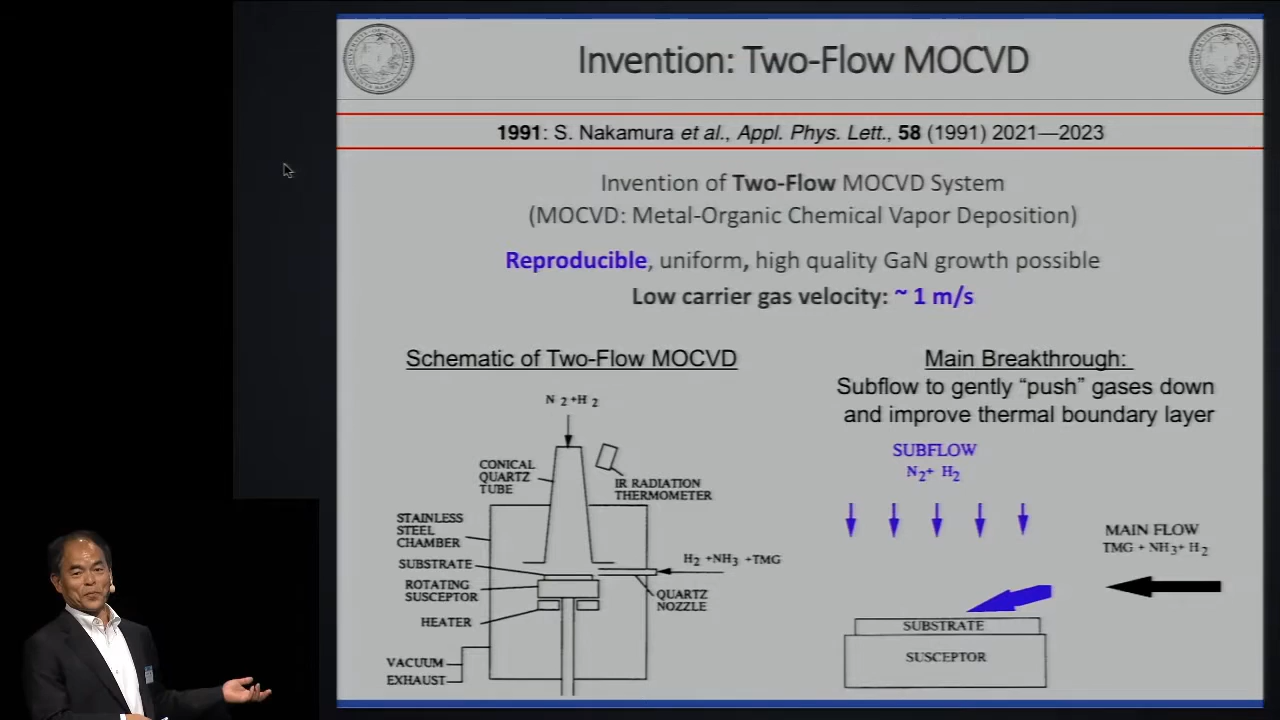 Invention: Two-Flow MOCVD
1991: S. Nakamura et al., Appl. Phys. Lett., 58 (1991) 2021—2023
Invention of Two-Flow MOCVD System
(MOCVD: Metal-Organic Chemical Vapor Deposition)
Reproducible, uniform, high quality GaN growth possible
Low carrier gas velocity: ~ 1 m/s
Schematic of Two-Flow MOCVD
N 2 +H 2
CONICAL
QUARTZ
TUBE
IR RADIATION
THERMOMETER
STAINLESS
STEEL
CHAMBER
SUBSTRATE
H2 +NH3 +TMG
ROTATING
SUSCEPTOR
QUARTZ
NOZZLE
HEATER
VACUUM
EXHAUST
Main Breakthrough:
Subflow to gently “push” gases down
and improve thermal boundary layer
SUBFLOW
N2+ H2
MAIN FLOW
TMG + NH3+ H2
SUBSTRATE
SUSCEPTOR